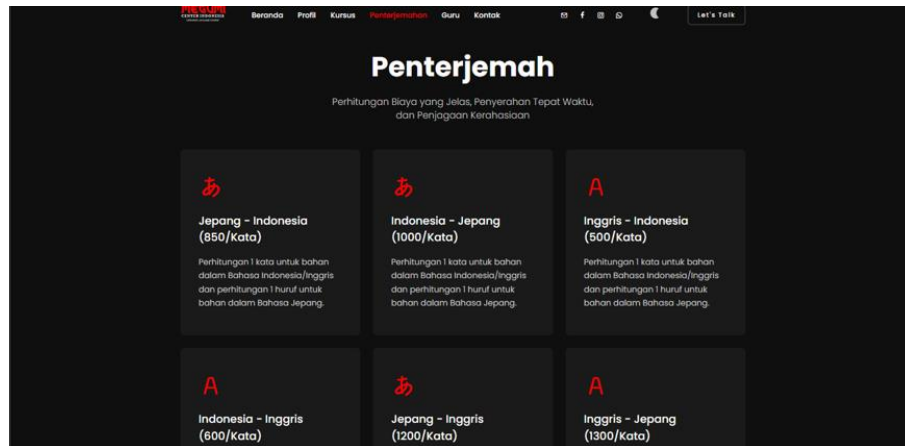 MEGUMI
CENTER INDONESIA
Beranda Profil Kursus Penterjemahan Guru Kontak Let's Talk
Penterjemah
Perhitungan Biaya yang Jelas, Penyerahan Tepat Waktu,
dan Penjagaan Kerahasiaan
あ
Jepang - Indonesia
(850/Kata)
Perhitungan 1 kata untuk bahan
dalam Bahasa Indonesia/Inggris
dan perhitungan 1 huruf untuk
bahan dalam Bahasa Jepang.
あ
Indonesia - Jepang
(1000/Kata)
Perhitungan 1 kata untuk bahan
dalam Bahasa Indonesia/Inggris
dan perhitungan 1 huruf untuk
bahan dalam Bahasa Jepang.
A
Inggris - Indonesia
(500/Kata)
Perhitungan 1 kata untuk bahan
dalam Bahasa Indonesia/Inggris
dan perhitungan 1 huruf untuk
bahan dalam Bahasa Jepang.
A
Indonesia - Inggris
(600/Kata)
あ
Jepang - Inggris
(1200/Kata)
A
Inggris - Jepang
(1300/Kata)